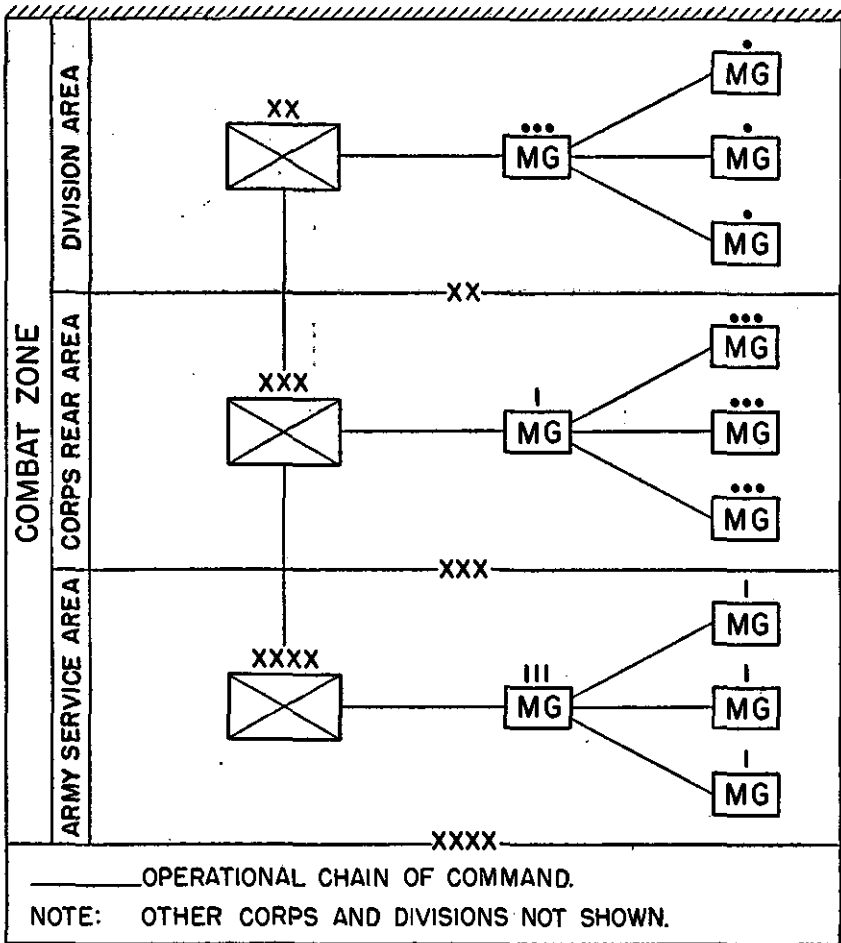 COMBAT ZONE
DIVISION AREA
XX
•••
MG
•
MG
•
MG
•
MG
XX
CORPS REAR AREA
XXX
I
MG
•••
MG
•••
MG
•••
MG
XXX
ARMY SERVICE AREA
XXXX
III
MG
I
MG
I
MG
I
MG
XXXX
OPERATIONAL CHAIN OF COMMAND.
NOTE: OTHER CORPS AND DIVISIONS NOT SHOWN.